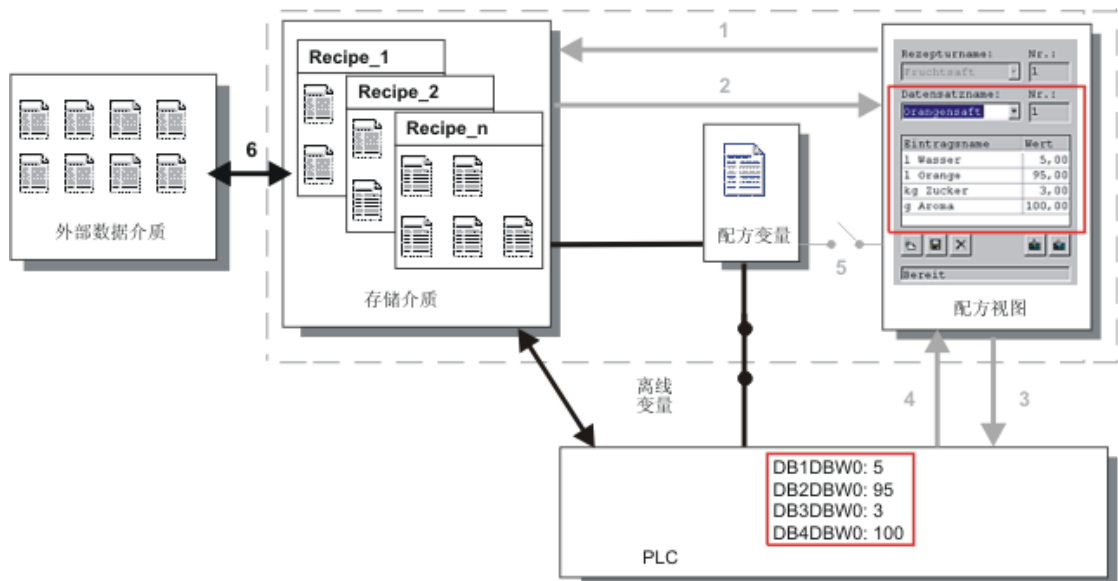 Recipe_1
Recipe_2
Recipe_n
存储介质
外部数据介质
6
1
2
配方变量
5
Rezepturname: Nr.:
Fruchtsaft 1
Datensatzname: Nr.:
Orangensaft 1
Eintragsname Wert
l Wasser 5,00
l Orange 95,00
kg Zucker 3,00
g Aroma 100,00
Bereit
配方视图
离线
变量
4
3
DB1DBW0: 5
DB2DBW0: 95
DB3DBW0: 3
DB4DBW0: 100
PLC